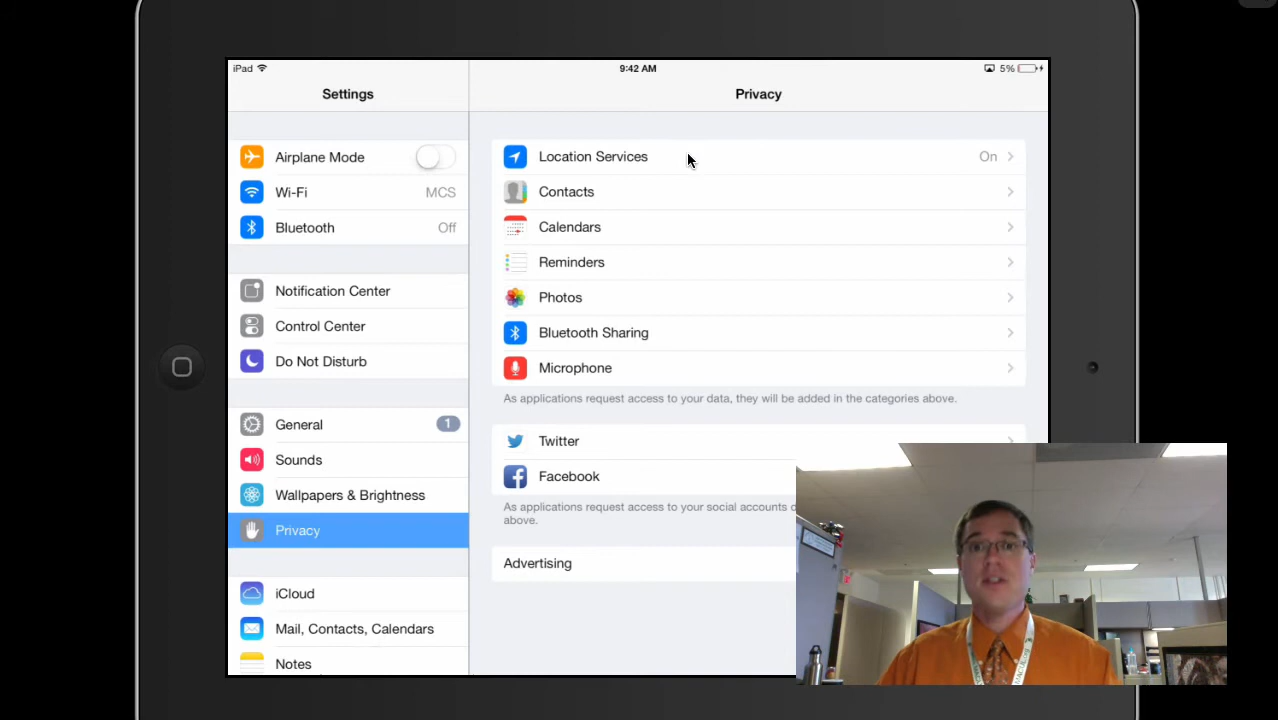 iPad 9:42 AM 5%
Settings
Privacy
Airplane Mode
Wi-Fi MCS
Bluetooth Off
Notification Center
Control Center
Do Not Disturb
General 1
Sounds
Wallpapers & Brightness
Privacy
iCloud
Mail, Contacts, Calendars
Notes
Location Services On
Contacts
Calendars
Reminders
Photos
Bluetooth Sharing
Microphone
As applications request access to your data, they will be added in the categories above.
Twitter
Facebook
As applications request access to your social accounts
above.
Advertising